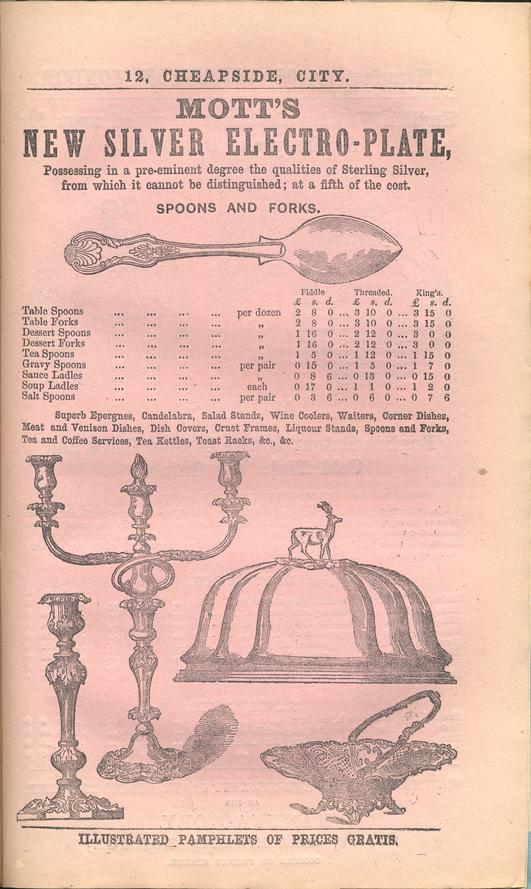 12, CHEAPSIDE, CITY.
MOTT'S
NEW SILVER ELECTRO-PLATE,
Possessing in a pre-eminent degree the qualities of Sterling Silver,
from which it cannot be distinguished; at a fifth of the cost.
SPOONS AND FORKS.
Fiddle Threaded. King's.
£ s. d. £ s. d. £ s. d.
Table Spoons ... ... ... ... per dozen 2 8 0 ... 3 10 0 ... 3 15 0
Table Forks ... ... ... ... „ 2 8 0 ... 3 10 0 ... 3 15 0
Dessert Spoons ... ... ... ... „ 1 16 0 ... 2 12 0 ... 3 0 0
Dessert Forks ... ... ... ... „ 1 16 0 ... 2 12 0 ... 3 0 0
Tea Spoons ... ... ... ... „ 1 5 0 ... 1 12 0 ... 1 15 0
Gravy Spoons ... ... ... ... per pair 0 15 0 ... 1 5 0 ... 1 7 0
Sauce Ladles ... ... ... ... „ 0 8 6 ... 0 13 0 ... 0 15 0
Soup Ladles ... ... ... ... each 0 17 0 ... 1 1 0 ... 1 2 0
Salt Spoons ... ... ... ... per pair 0 3 6 ... 0 6 0 ... 0 7 6
Superb Epergnes, Candelabra, Salad Stands, Wine Coolers, Waiters, Corner Dishes,
Meat and Venison Dishes, Dish Covers, Cruet Frames, Liqueur Stands, Spoons and Forks,
Tea and Coffee Services, Tea Kettles, Toast Racks, &c., &c.
ILLUSTRATED PAMPHLETS OF PRICES GRATIS.